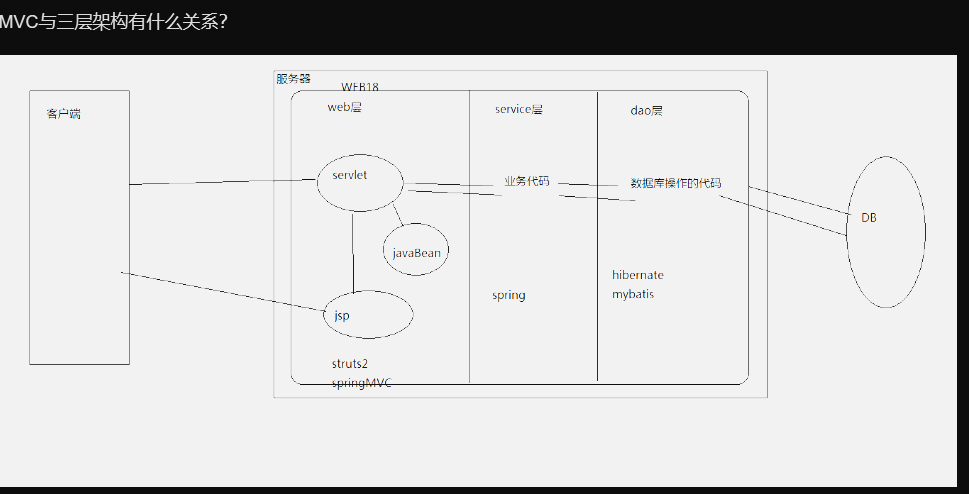 MVC与三层架构有什么关系?
服务器
WEB18
客户端
web层
service层
dao层
servlet
业务代码
数据库操作的代码
DB
javaBean
hibernate
mybatis
spring
jsp
struts2
springMVC